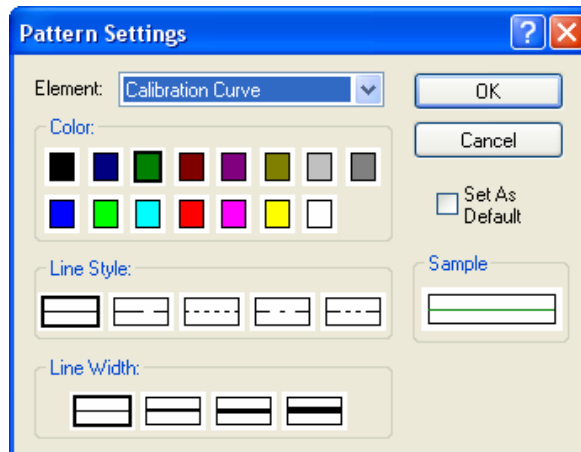 Pattern Settings
Element: Calibration Curve
OK
Color:
Cancel
Set As
Default
Line Style:
Sample
Line Width: